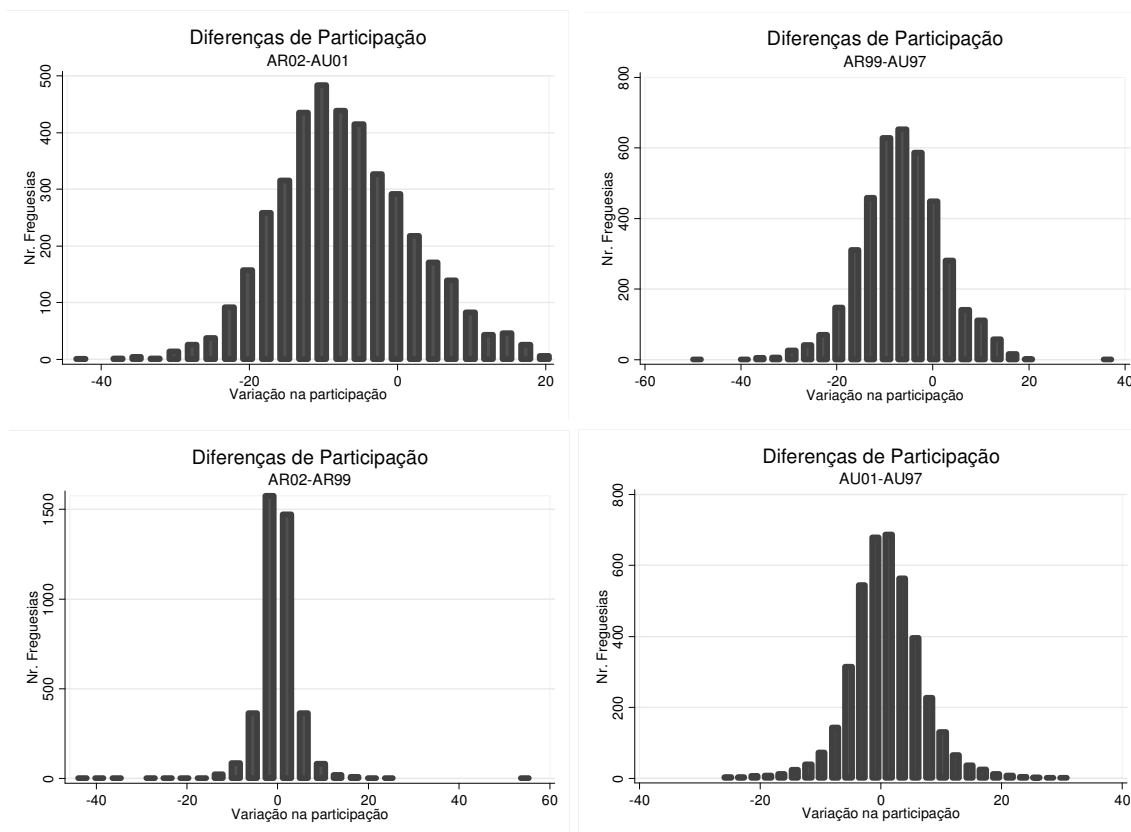 Diferenças de Participação
AR02-AU01
Nr. Freguesias
500
400
300
200
100
0
-40
-20
0
20
Variação na participação
Diferenças de Participação
AR99-AU97
Nr. Freguesias
800
600
400
200
0
-60
-40
-20
0
20
40
Variação na participação
Diferenças de Participação
AR02-AR99
Nr. Freguesias
1500
1000
500
0
-40
-20
0
20
40
60
Variação na participação
Diferenças de Participação
AU01-AU97
Nr. Freguesias
800
600
400
200
0
-40
-20
0
20
40
Variação na participação